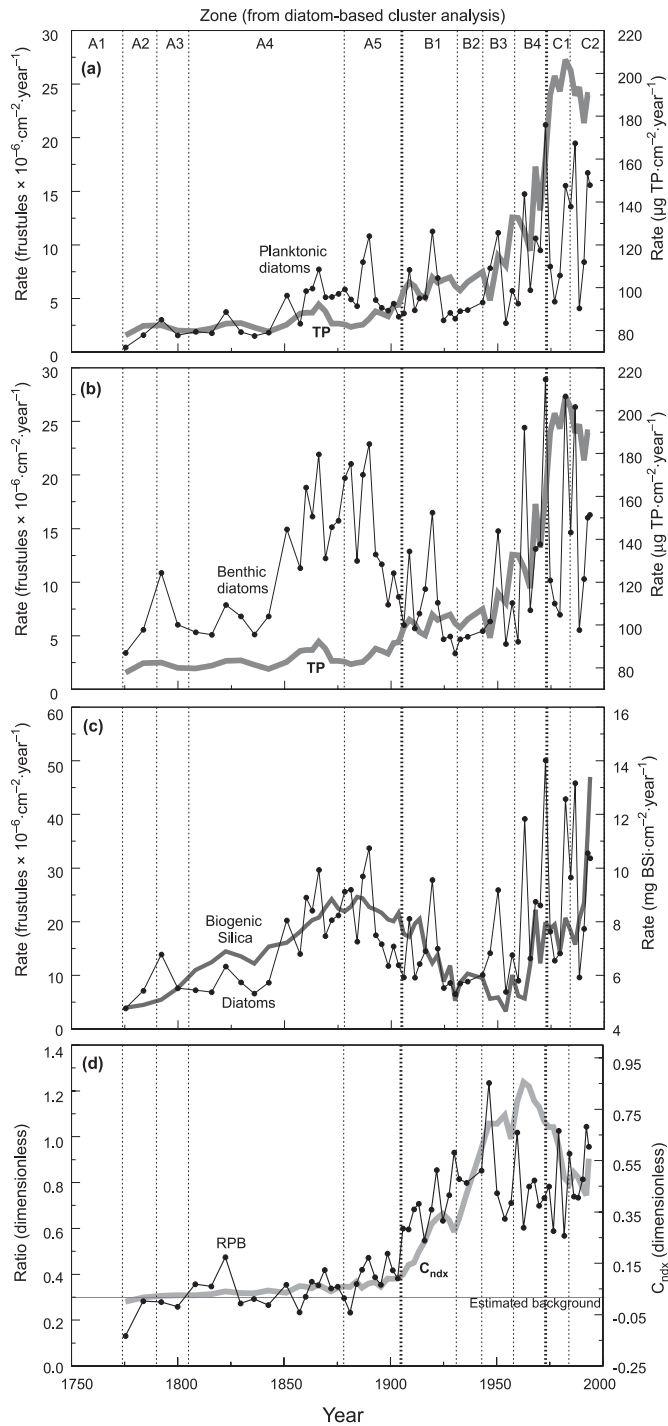 Zone (from diatom-based cluster analysis)
A1 A2 A3 A4 A5 B1 B2 B3 B4 C1 C2
(a)
30 25 20 15 10 5 0
Rate (frustules × 10⁻⁶·cm⁻²·year⁻¹)
Planktonic
diatoms
TP
220 200 180 160 140 120 100 80
Rate (µg TP·cm⁻²·year⁻¹)
(b)
30 25 20 15 10 5 0
Rate (frustules × 10⁻⁶·cm⁻²·year⁻¹)
Benthic
diatoms
TP
220 200 180 160 140 120 100 80
Rate (µg TP·cm⁻²·year⁻¹)
(c)
60 50 40 30 20 10 0
Rate (frustules × 10⁻⁶·cm⁻²·year⁻¹)
Biogenic
Silica
Diatoms
16 14 12 10 8 6 4
Rate (mg BSi·cm⁻²·year⁻¹)
(d)
1.4 1.2 1.0 0.8 0.6 0.4 0.2 0.0
Ratio (dimensionless)
RPB
Cndx
Estimated background
0.95 0.75 0.55 0.35 0.15 -0.05 -0.25
Cndx (dimensionless)
1750 1800 1850 1900 1950 2000
Year